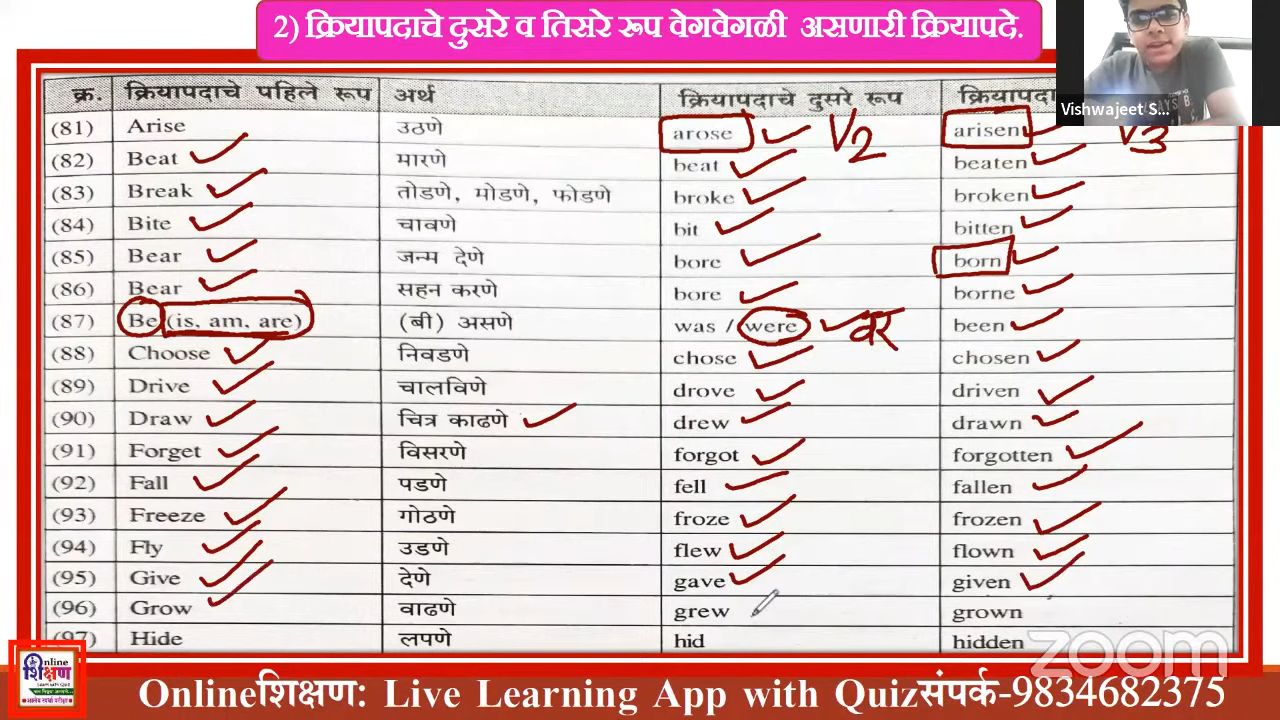 2) क्रियापदाचे दुसरे व तिसरे रूप वेगवेगळी असणारी क्रियापदे.
Vishwajeet S...
क्र. क्रियापदाचे पहिले रूप अर्थ क्रियापदाचे दुसरे रूप
(81) Arise उठणे arose V2 arisen V3
(82) Beat मारणे beat beaten
(83) Break तोडणे, मोडणे, फोडणे broke broken
(84) Bite चावणे bit bitten
(85) Bear जन्म देणे bore born
(86) Bear सहन करणे bore borne
(87) Be (is, am, are) (बी) असणे was / were वर been
(88) Choose निवडणे chose chosen
(89) Drive चालविणे drove driven
(90) Draw चित्र काढणे drew drawn
(91) Forget विसरणे forgot forgotten
(92) Fall पडणे fell fallen
(93) Freeze गोठणे froze frozen
(94) Fly उडणे flew flown
(95) Give देणे gave given
(96) Grow वाढणे grew grown
(97) Hide लपणे hid hidden
zoom
Online शिक्षण
Onlineशिक्षण: Live Learning App with Quizसंपर्क-9834682375